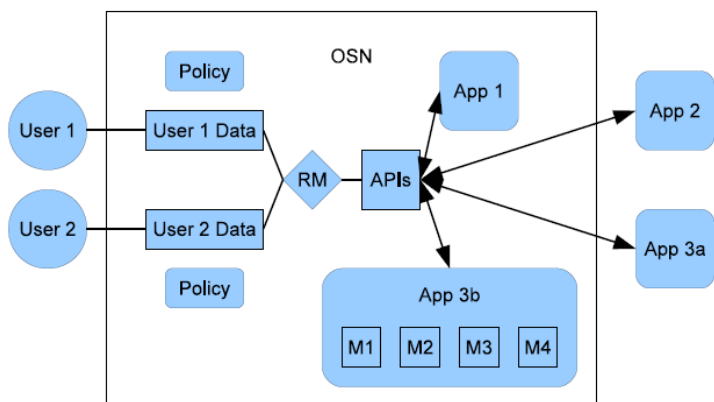 OSN
Policy
App 1
App 2
User 1
User 1 Data
RM
APIs
User 2
User 2 Data
App 3a
Policy
App 3b
M1
M2
M3
M4